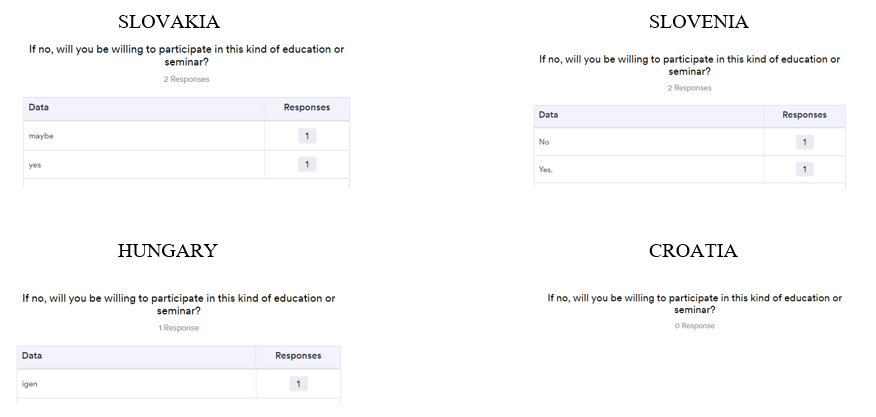 SLOVAKIA
If no, will you be willing to participate in this kind of education or
seminar?
2 Responses
Data Responses
maybe 1
yes 1
SLOVENIA
If no, will you be willing to participate in this kind of education or
seminar?
2 Responses
Data Responses
No 1
Yes. 1
HUNGARY
If no, will you be willing to participate in this kind of education or
seminar?
1 Response
Data Responses
igen 1
CROATIA
If no, will you be willing to participate in this kind of education or
seminar?
0 Response